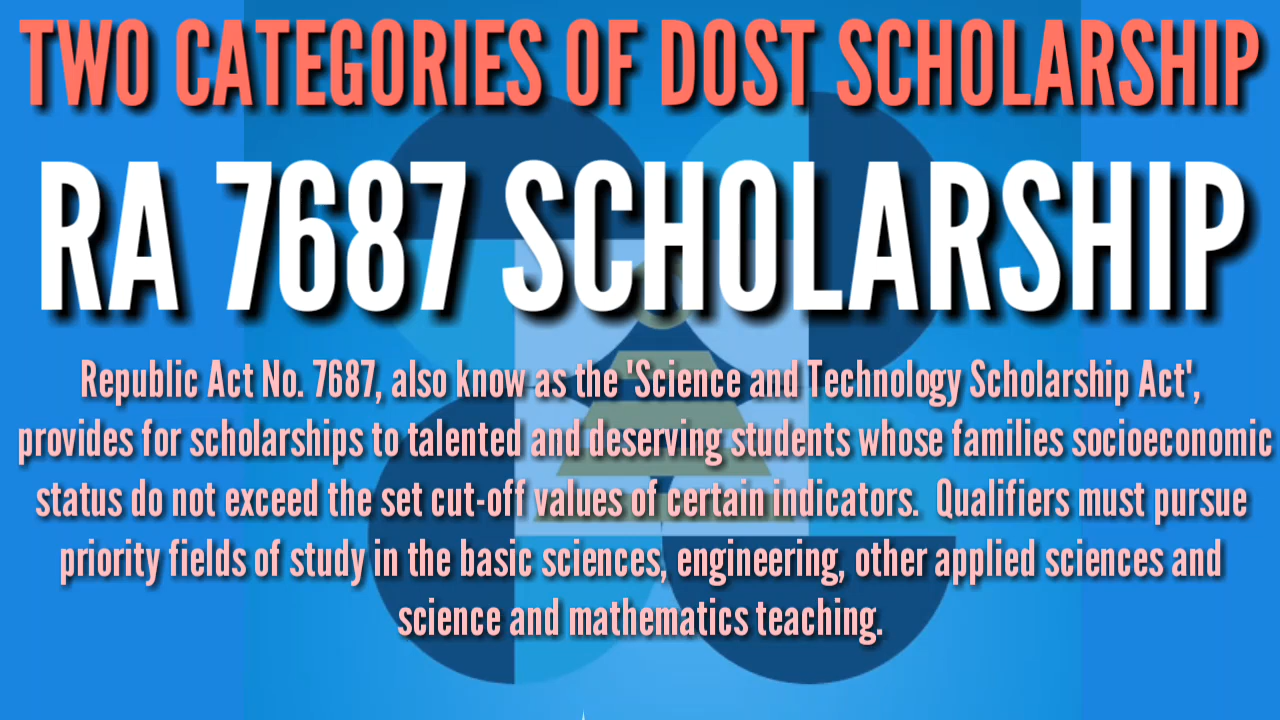 TWO CATEGORIES OF DOST SCHOLARSHIP
RA 7687 SCHOLARSHIP
Republic Act No. 7687, also know as the 'Science and Technology Scholarship Act',
provides for scholarships to talented and deserving students whose families socioeconomic
status do not exceed the set cut-off values of certain indicators.  Qualifiers must pursue
priority fields of study in the basic sciences, engineering, other applied sciences and
science and mathematics teaching.